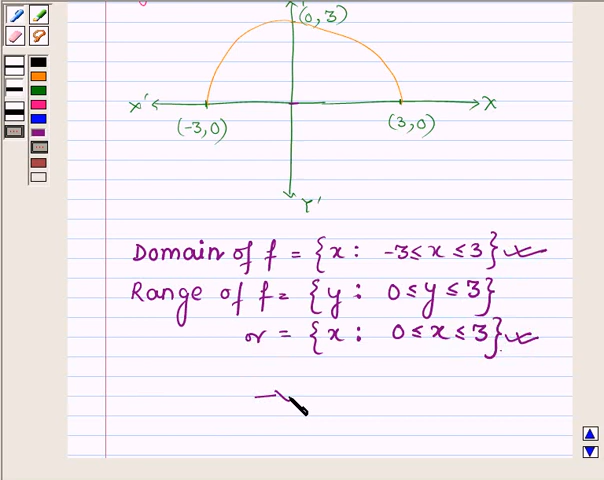 (0, 3)
X' X
(-3, 0) (3, 0)
Y'
Domain of f = {x : -3 ≤ x ≤ 3}
Range of f = {y : 0 ≤ y ≤ 3}
or = {x : 0 ≤ x ≤ 3}